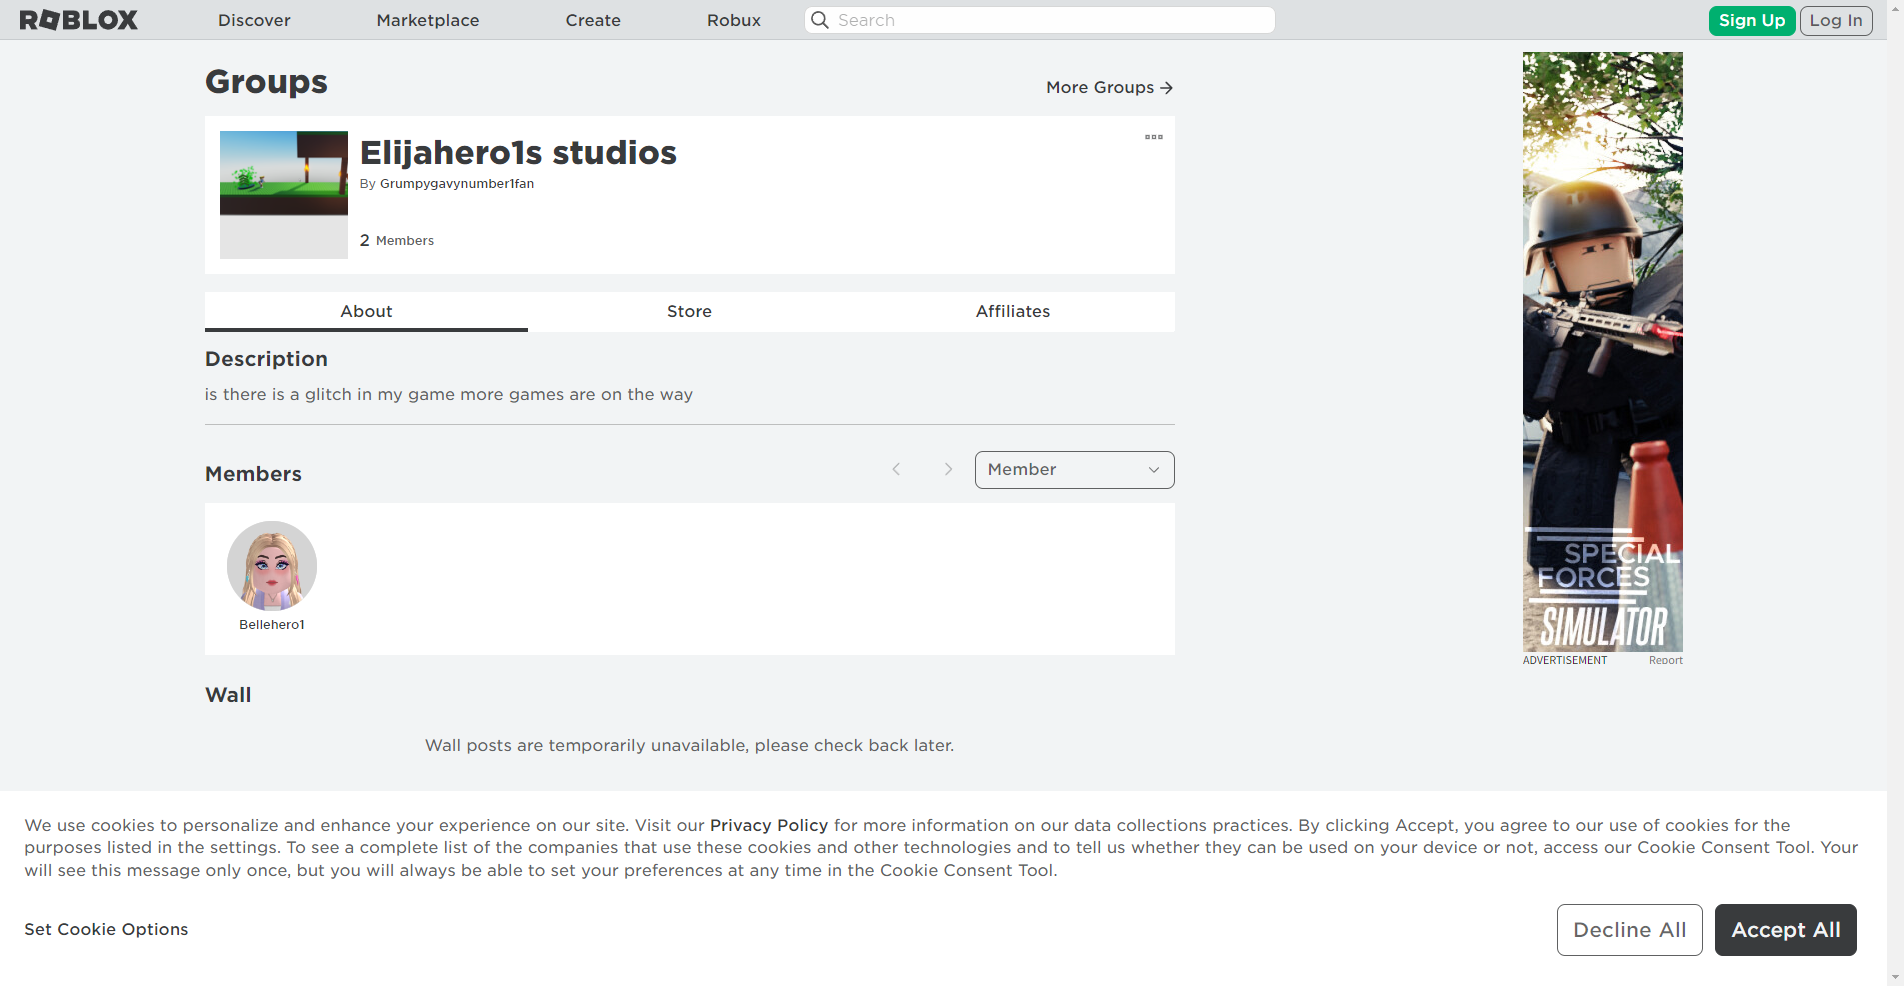 ROBLOX
Discover
Marketplace
Create
Robux
Search
Sign Up
Log In
Groups
More Groups
Elijahero1s studios
By Grumpygavynumber1fan
2 Members
About
Store
Affiliates
Description
is there is a glitch in my game more games are on the way
Members
Member
Bellehero1
Wall
Wall posts are temporarily unavailable, please check back later.
SPECIAL
FORCES
SIMULATOR
ADVERTISEMENT
Report
We use cookies to personalize and enhance your experience on our site. Visit our Privacy Policy for more information on our data collections practices. By clicking Accept, you agree to our use of cookies for the
purposes listed in the settings. To see a complete list of the companies that use these cookies and other technologies and to tell us whether they can be used on your device or not, access our Cookie Consent Tool. Your
will see this message only once, but you will always be able to set your preferences at any time in the Cookie Consent Tool.
Set Cookie Options
Decline All
Accept All